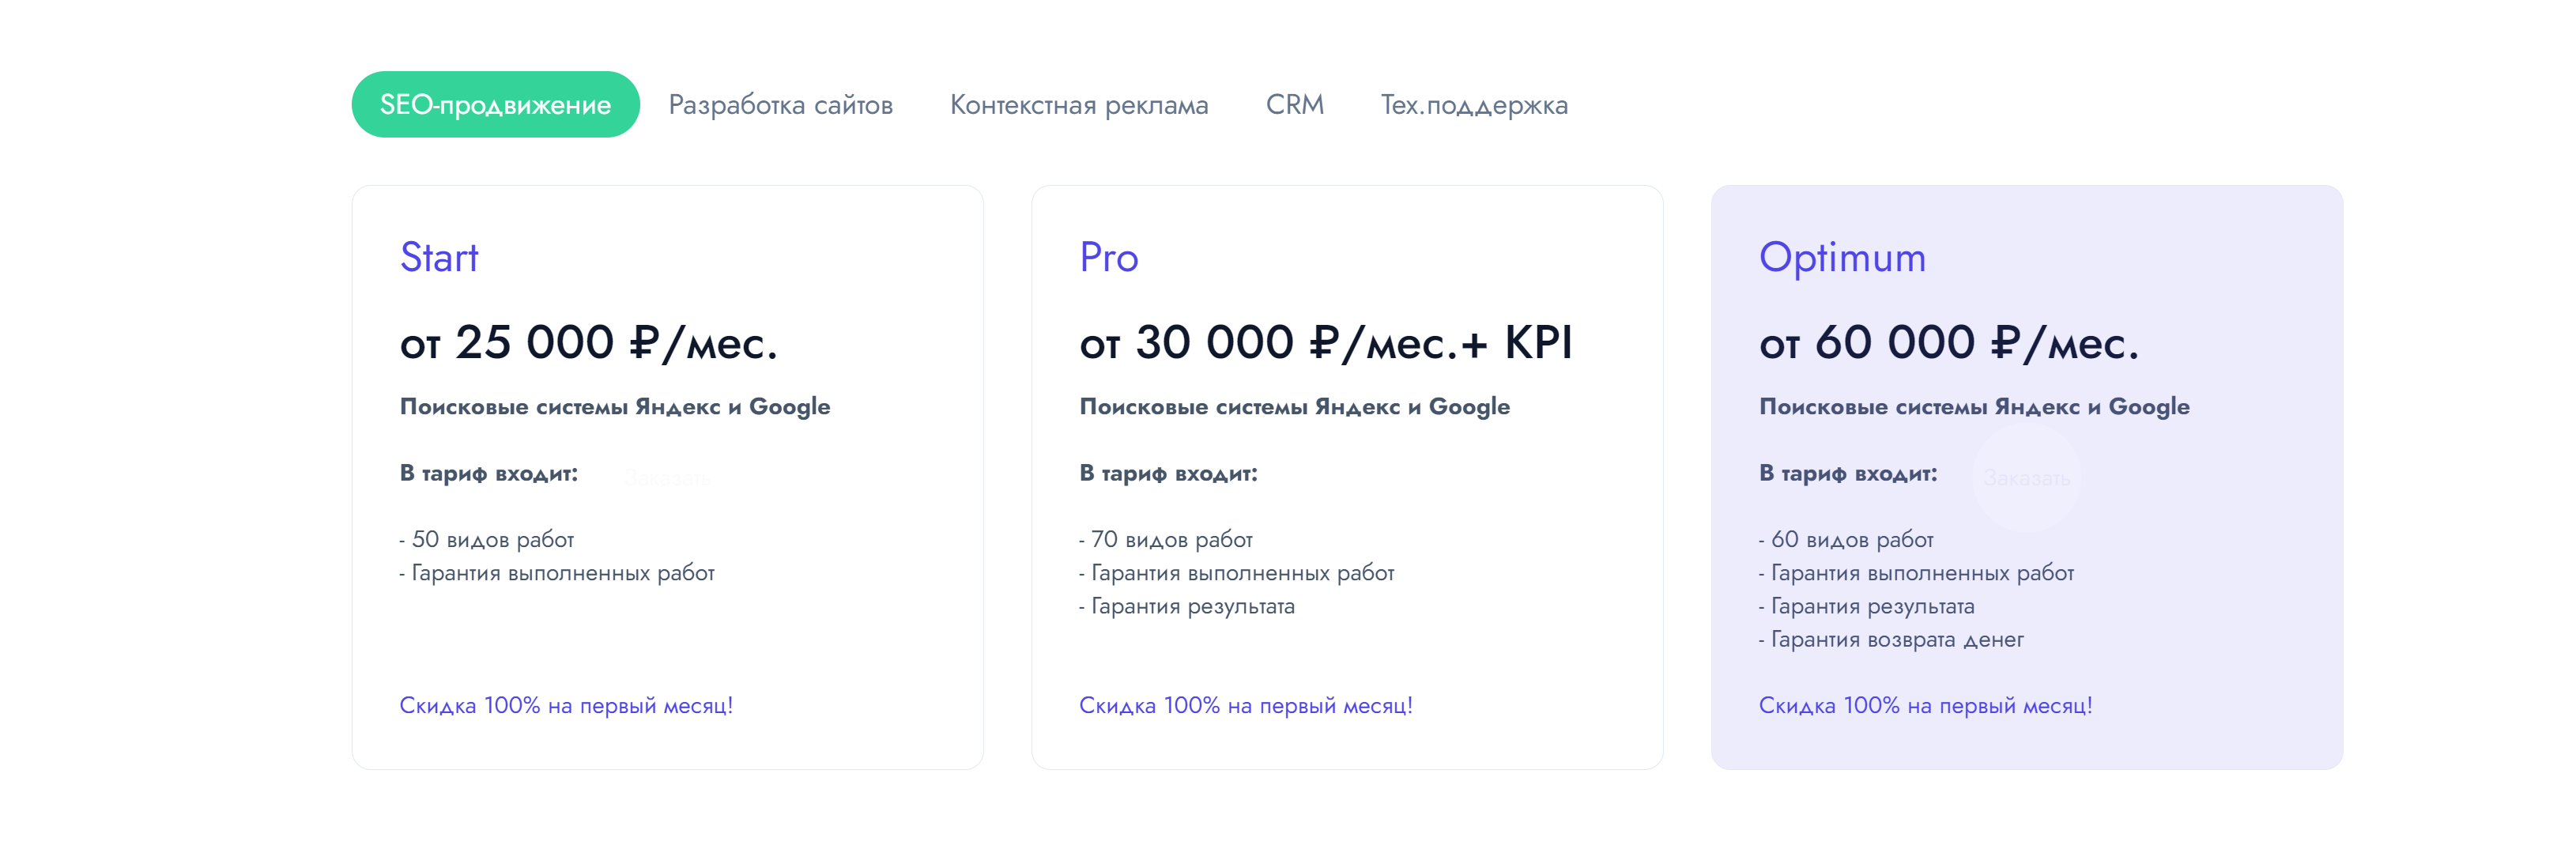 SEO-продвижение
Разработка сайтов
Контекстная реклама
CRM
Тех.поддержка
Start
от 25 000 ₽/мес.
Поисковые системы Яндекс и Google
В тариф входит:
Заказать
- 50 видов работ
- Гарантия выполненных работ
Скидка 100% на первый месяц!
Pro
от 30 000 ₽/мес.+ KPI
Поисковые системы Яндекс и Google
В тариф входит:
- 70 видов работ
- Гарантия выполненных работ
- Гарантия результата
Скидка 100% на первый месяц!
Optimum
от 60 000 ₽/мес.
Поисковые системы Яндекс и Google
В тариф входит:
Заказать
- 60 видов работ
- Гарантия выполненных работ
- Гарантия результата
- Гарантия возврата денег
Скидка 100% на первый месяц!